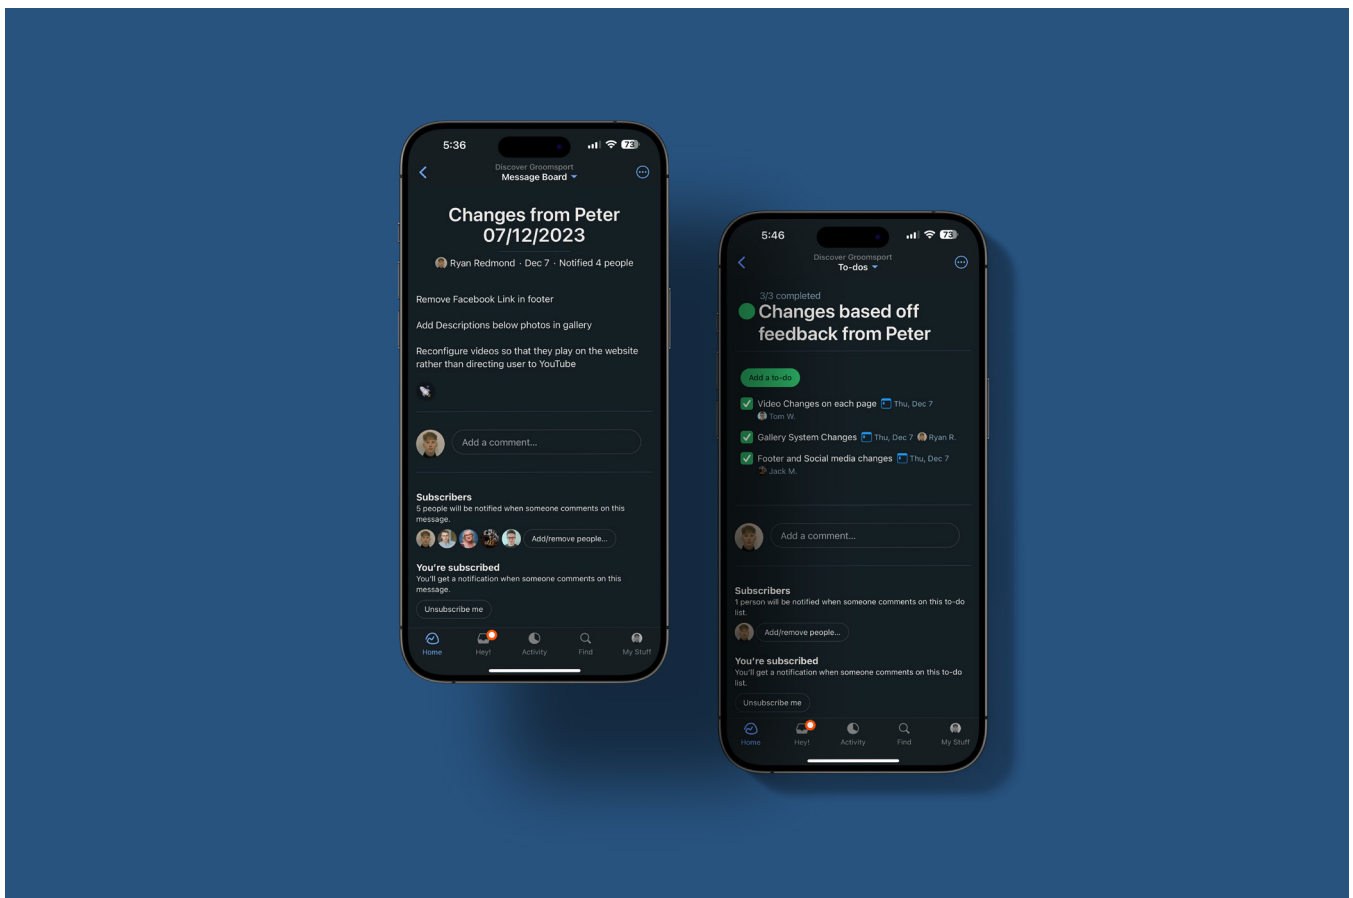 5:36
73
Discover Groomsport
Message Board
Changes from Peter
07/12/2023
Ryan Redmond · Dec 7 · Notified 4 people
Remove Facebook Link in footer
Add Descriptions below photos in gallery
Reconfigure videos so that they play on the website
rather than directing user to YouTube
Add a comment...
Subscribers
5 people will be notified when someone comments on this
message.
Add/remove people...
You're subscribed
You'll get a notification when someone comments on this
message.
Unsubscribe me
Home
Hey!
Activity
Find
My Stuff
5:46
73
Discover Groomsport
To-dos
3/3 completed
Changes based off
feedback from Peter
Add a to-do
Video Changes on each page Thu, Dec 7
Tom W.
Gallery System Changes Thu, Dec 7 Ryan R.
Footer and Social media changes Thu, Dec 7
Jack M.
Add a comment...
Subscribers
1 person will be notified when someone comments on this to-do
list.
Add/remove people...
You're subscribed
You'll get a notification when someone comments on this to-do
list.
Unsubscribe me
Home
Hey!
Activity
Find
My Stuff